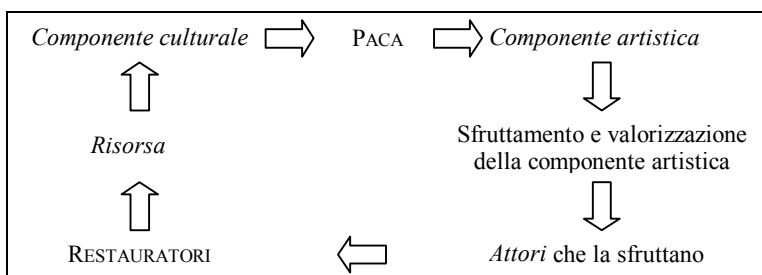 Componente culturale PACA Componente artistica
Sfruttamento e valorizzazione
Risorsa
della componente artistica
RESTAURATORI Attori che la sfruttano